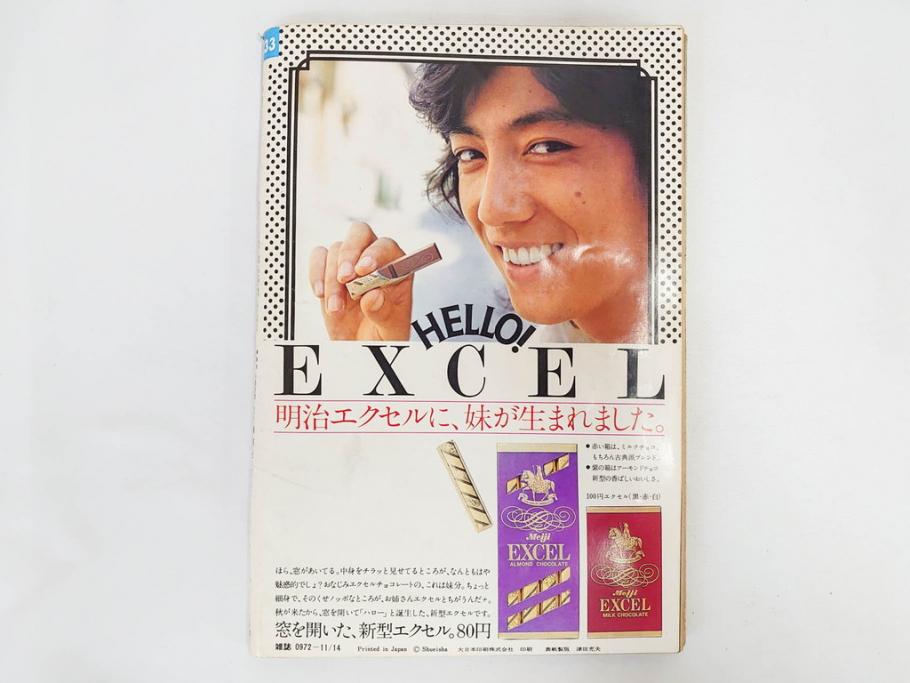 33
HELLO!
EXCEL
明治エクセルに、妹が生まれました。
●赤い箱は、ミルクチョコ、
もちろん古典派ブレンド。
●紫の箱はアーモンドチョコ
新型の香ばしいおいしさ。
100円エクセル(黒・赤・白)
Meiji
EXCEL
ALMOND CHOCOLATE
Meiji
EXCEL
MILK CHOCOLATE
ほら、窓があいてる。中身をチラッと見せてるところが、なんともはや
魅惑的でしょ?おなじみエクセルチョコレートの、これは妹分。ちょっと
細身で、そのくせノッポなところが、お姉さんエクセルとちがうんだナ。
秋が来たから、窓を開いて「ハロー」と誕生した、新型エクセルです。
窓を開いた、新型エクセル。80円
雑誌 0972-11/14 Printed in Japan © Shueisha 大日本印刷株式会社 印刷 表紙製版